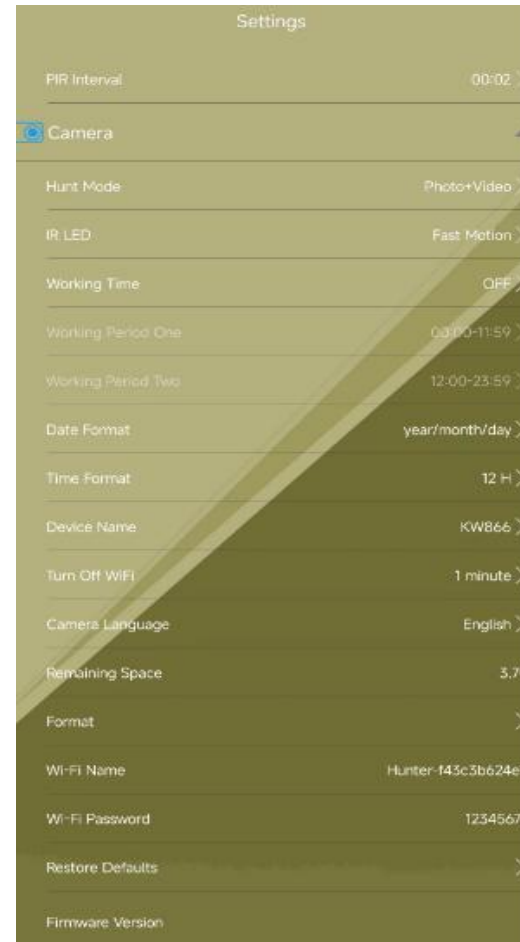 Settings
PIR Interval 00:02
Camera
Hunt Mode Photo+Video
IR LED Fast Motion
Working Time OFF
Working Period One 00:00-11:59
Working Period Two 12:00-23:59
Date Format year/month/day
Time Format 12 H
Device Name KW866
Turn Off WiFi 1 minute
Camera Language English
Remaining Space 3.7
Format
Wi-Fi Name Hunter-f43c3b624e
Wi-Fi Password 1234567
Restore Defaults
Firmware Version